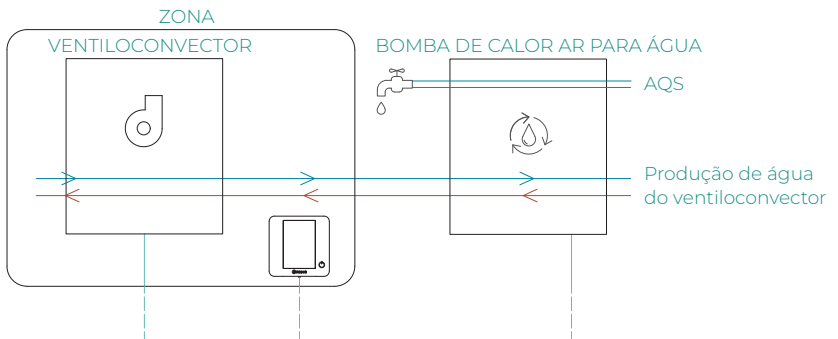 ZONA
VENTILOCONVECTOR
BOMBA DE CALOR AR PARA ÁGUA
AQS
Produção de água
do ventiloconvector